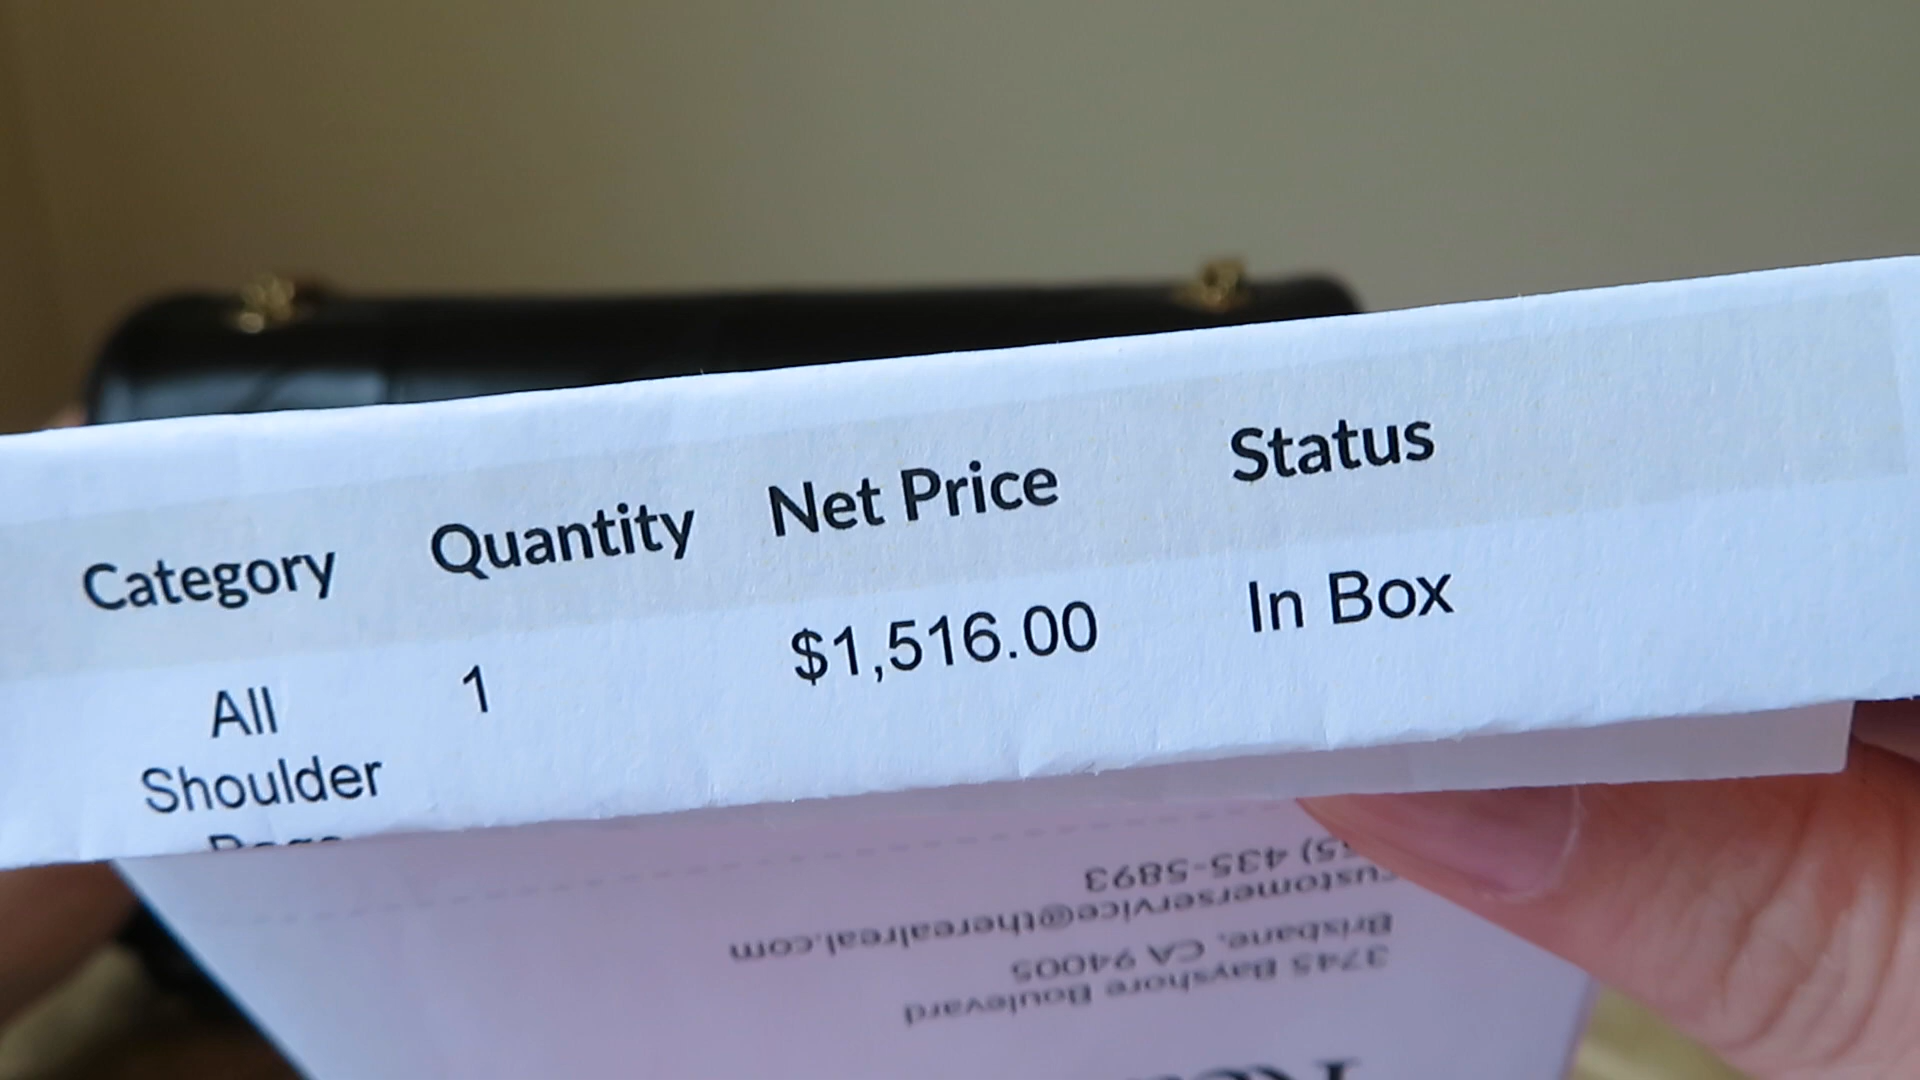 Category Quantity Net Price Status
All 1 $1,516.00 In Box
Shoulder
3745 Bayshore Boulevard
Brisbane, CA 94005
customerservice@therealreal.com
435-5893